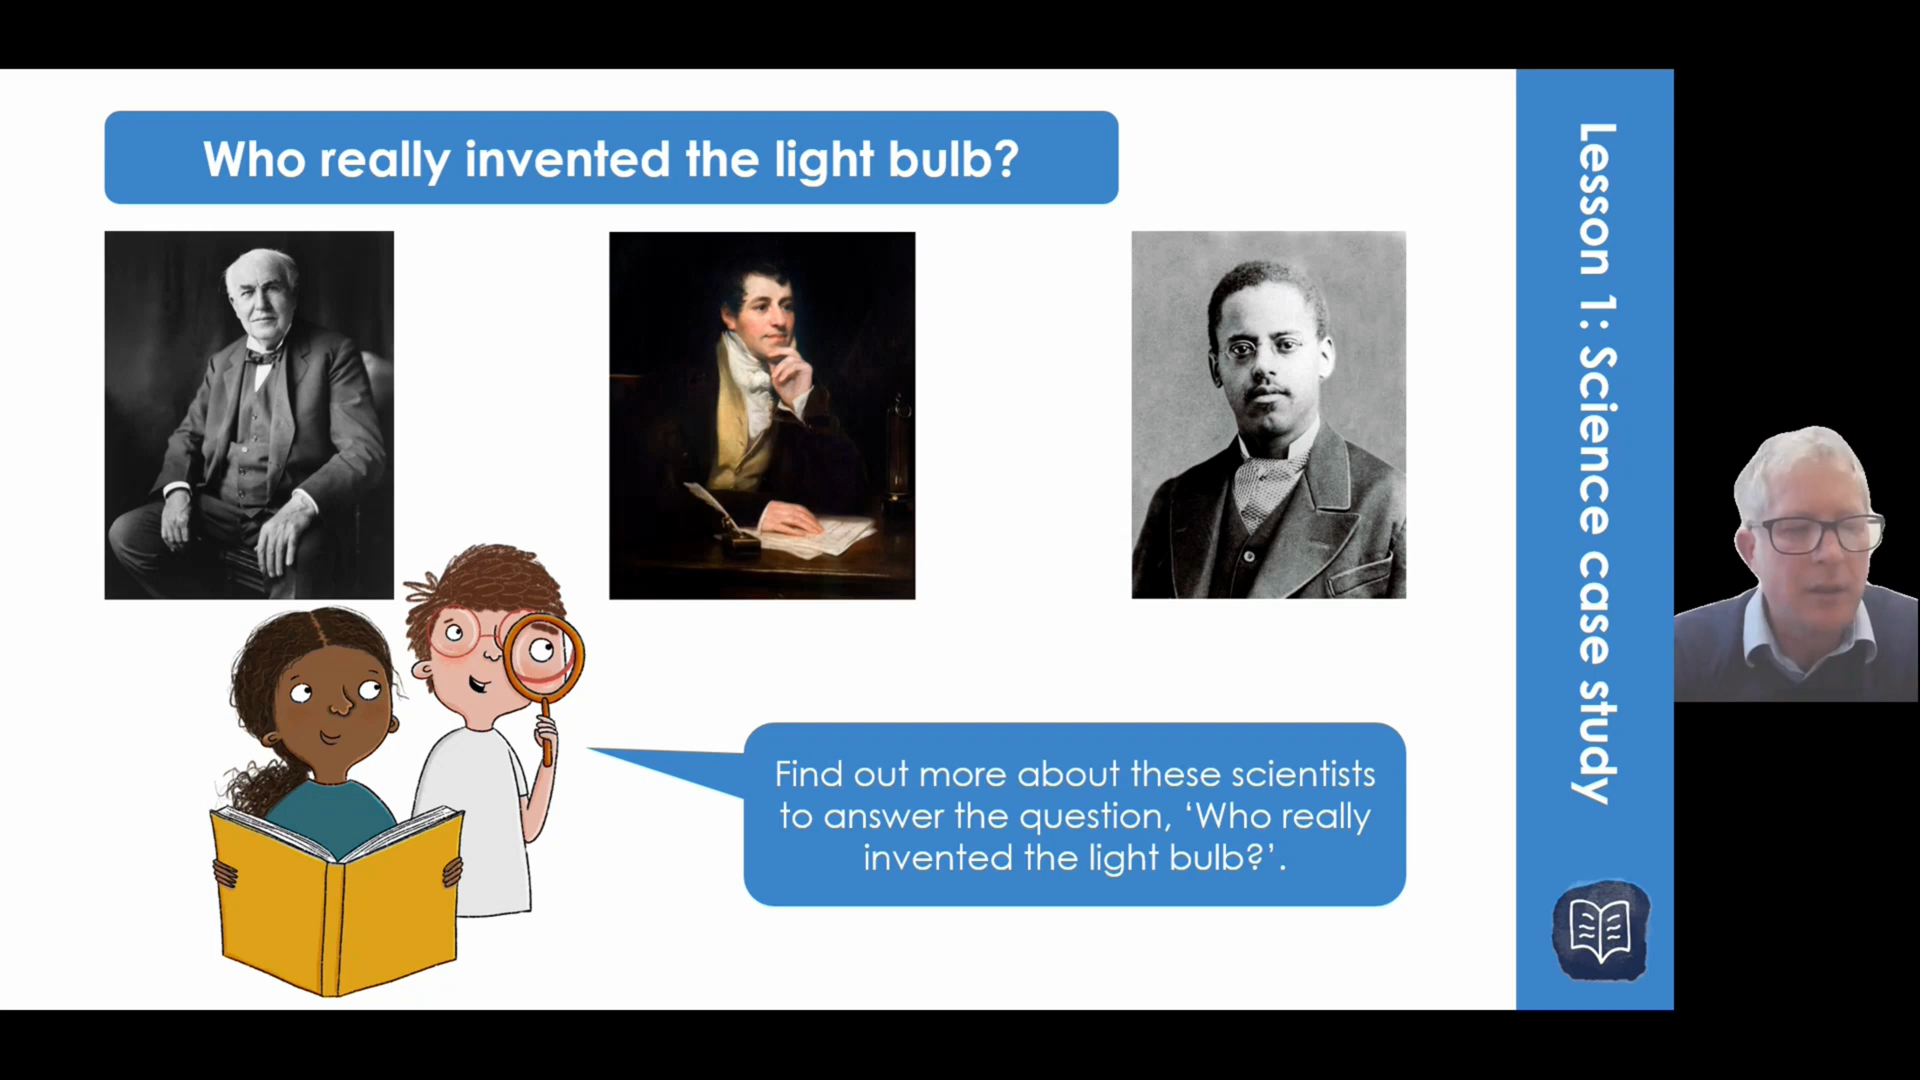 Who really invented the light bulb?
Find out more about these scientists
to answer the question, ‘Who really
invented the light bulb?’.
Lesson 1: Science case study